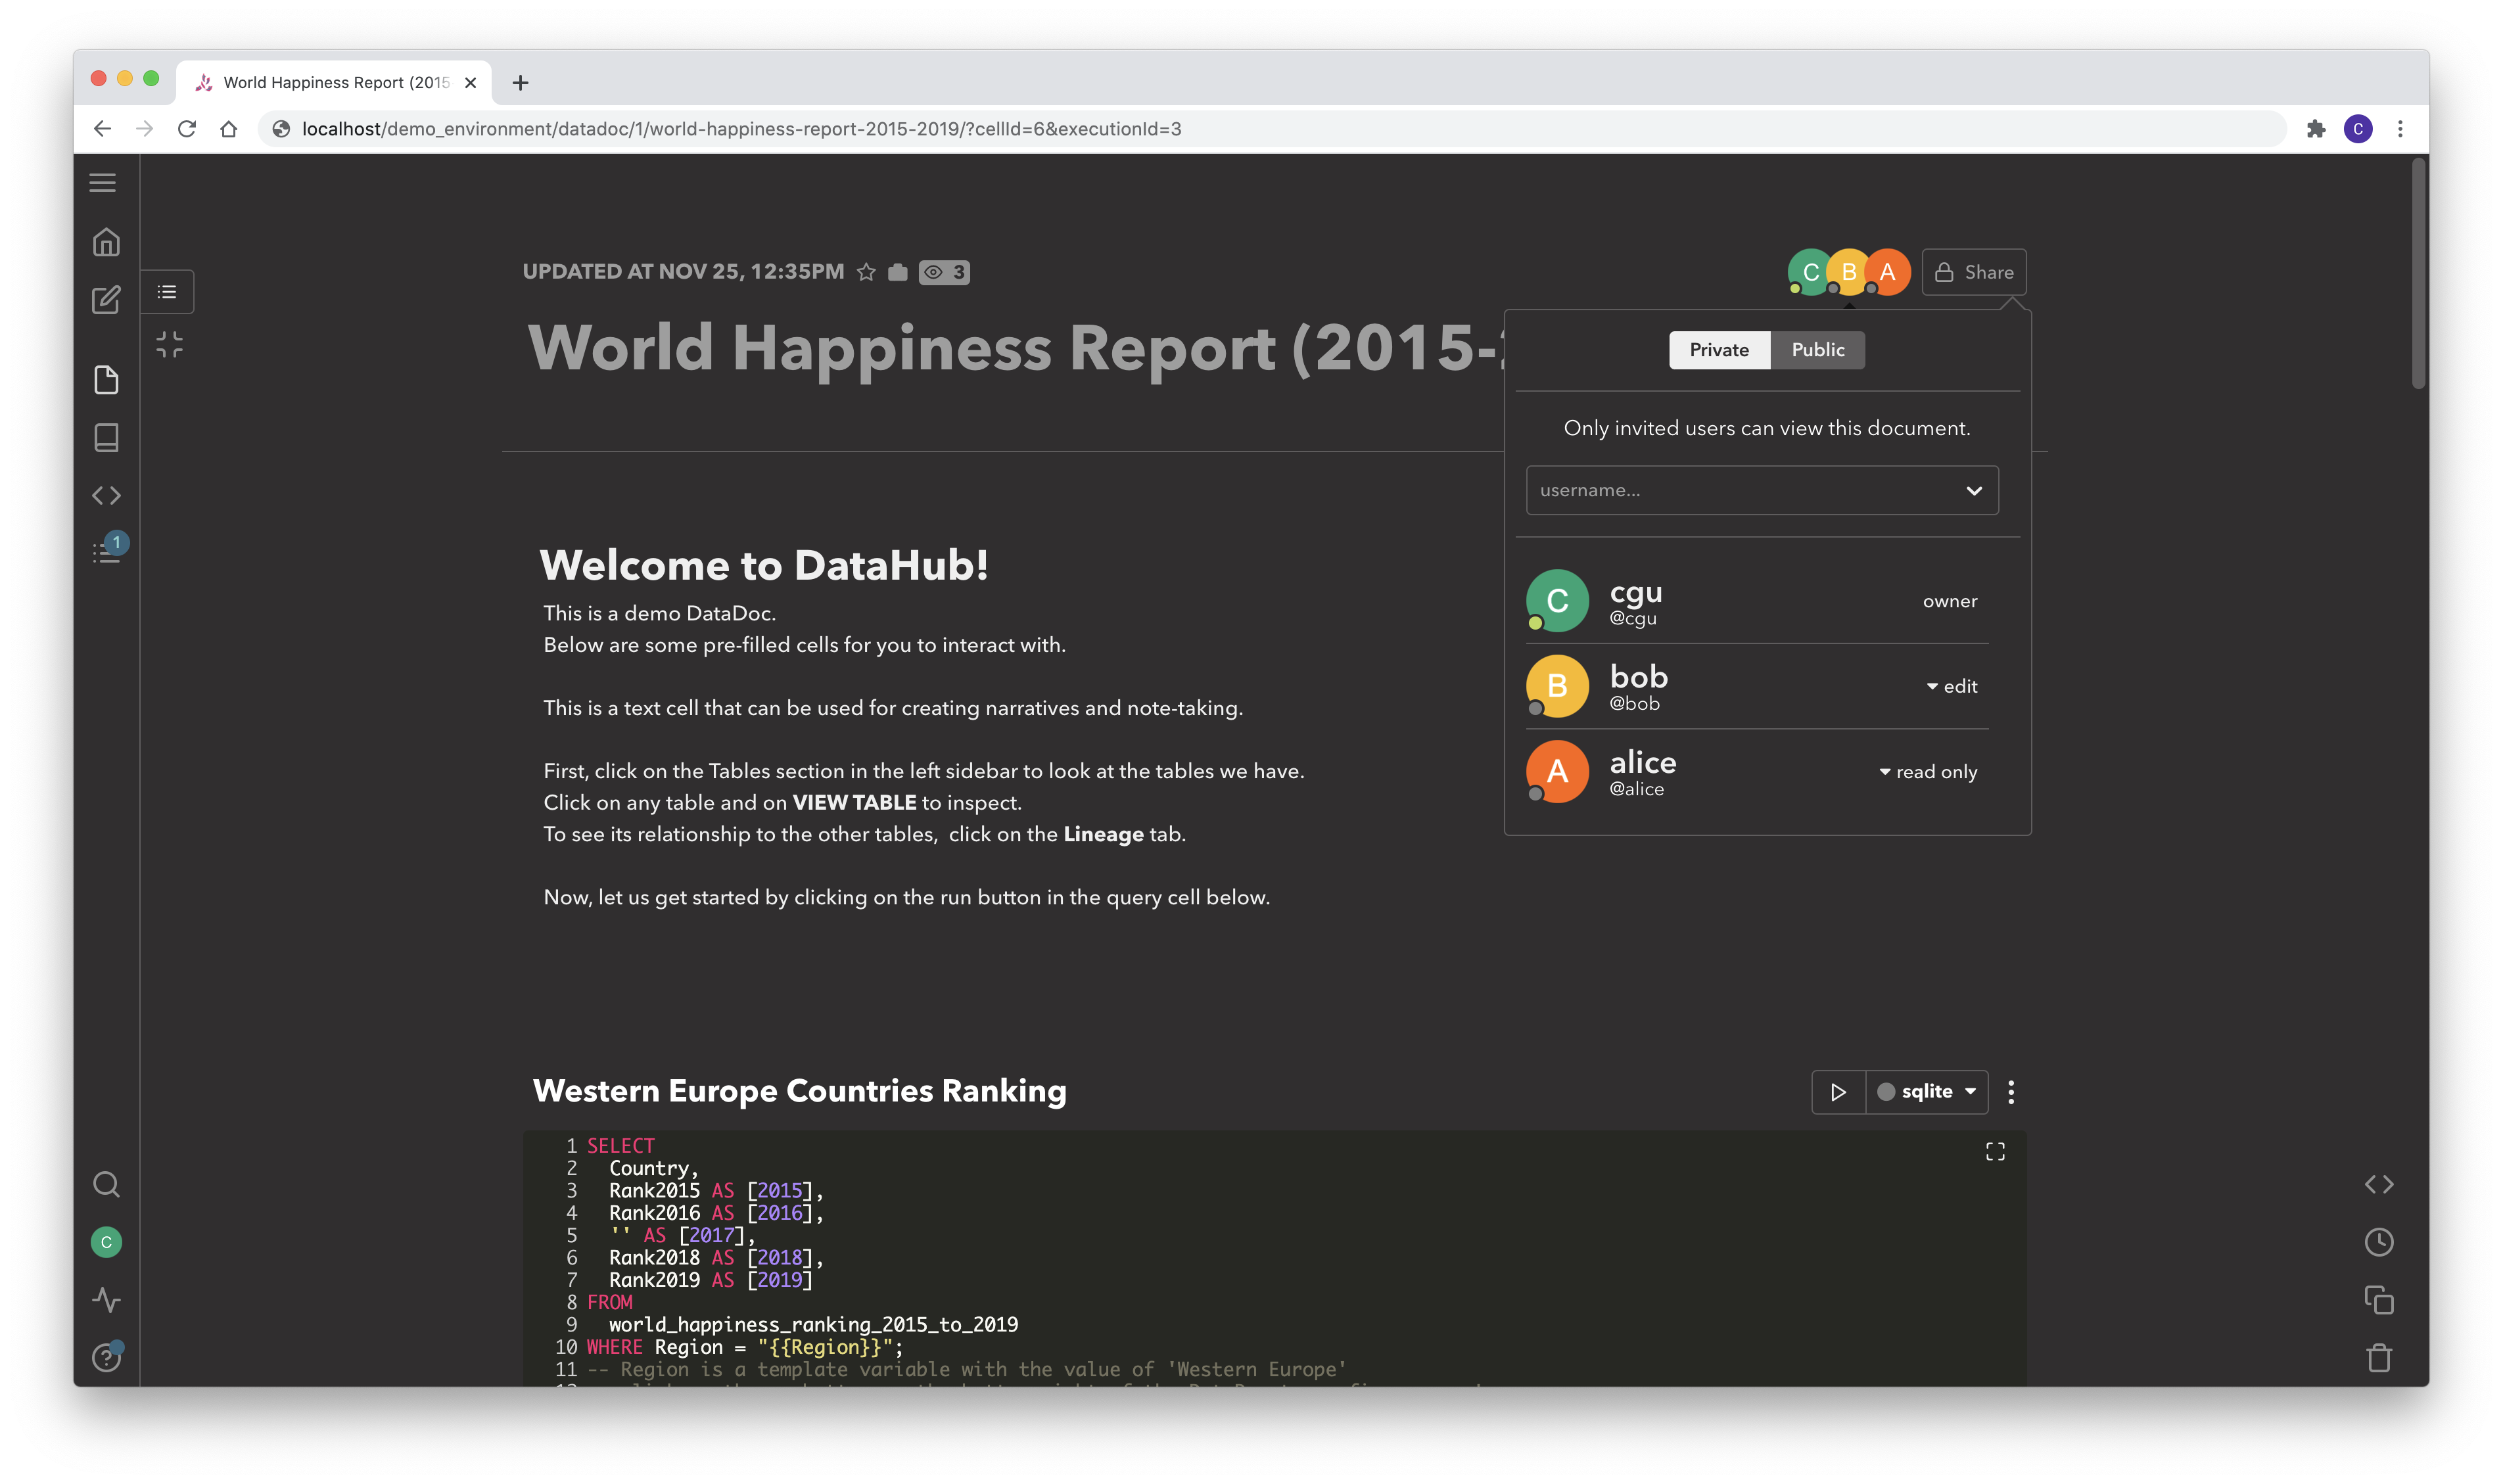 World Happiness Report (2015
localhost/demo_environment/datadoc/1/world-happiness-report-2015-2019/?cellId=6&executionId=3
C
UPDATED AT NOV 25, 12:35PM 3
C B A Share
World Happiness Report (2015-
Private Public
Only invited users can view this document.
username...
1
Welcome to DataHub!
This is a demo DataDoc.
Below are some pre-filled cells for you to interact with.
This is a text cell that can be used for creating narratives and note-taking.
First, click on the Tables section in the left sidebar to look at the tables we have.
Click on any table and on VIEW TABLE to inspect.
To see its relationship to the other tables, click on the Lineage tab.
Now, let us get started by clicking on the run button in the query cell below.
C cgu owner
@cgu
B bob edit
@bob
A alice read only
@alice
Western Europe Countries Ranking
sqlite
1 SELECT
2 Country,
3 Rank2015 AS [2015],
4 Rank2016 AS [2016],
5 '' AS [2017],
6 Rank2018 AS [2018],
7 Rank2019 AS [2019]
8 FROM
9 world_happiness_ranking_2015_to_2019
10 WHERE Region = "{{Region}}";
11 -- Region is a template variable with the value of 'Western Europe'
C